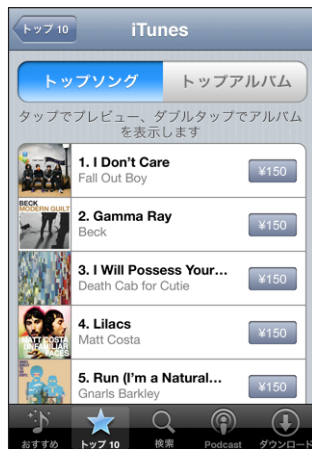 トップ 10
iTunes
トップソング
トップアルバム
タップでプレビュー、ダブルタップでアルバム
を表示します
1. I Don't Care
Fall Out Boy
¥150
BECK
MODERN GUILT
2. Gamma Ray
Beck
¥150
3. I Will Possess Your...
Death Cab for Cutie
¥150
MATT COSTA
UNFAMILIAR
FACES
4. Lilacs
Matt Costa
¥150
5. Run (I'm a Natural...
Gnarls Barkley
¥150
おすすめ
トップ 10
検索
Podcast
ダウンロード